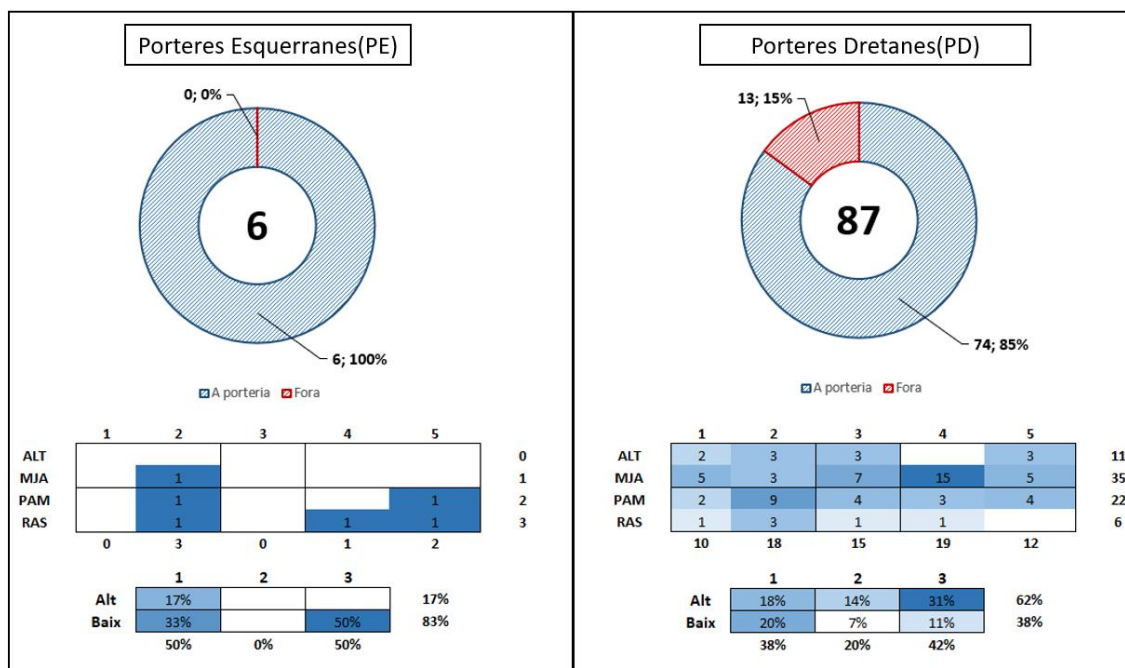 Porteres Esquerranes(PE)
0; 0%
6
6; 100%
A porteria Fora
1 2 3 4 5
ALT 0
MJA 1 1
PAM 1 1 2
RAS 1 1 1 3
0 3 0 1 2
1 2 3
Alt 17% 17%
Baix 33% 50% 83%
50% 0% 50%
Porteres Dretanes(PD)
13; 15%
87
74; 85%
A porteria Fora
1 2 3 4 5
ALT 2 3 3 3 11
MJA 5 3 7 15 5 35
PAM 2 9 4 3 4 22
RAS 1 3 1 1 6
10 18 15 19 12
1 2 3
Alt 18% 14% 31% 62%
Baix 20% 7% 11% 38%
38% 20% 42%